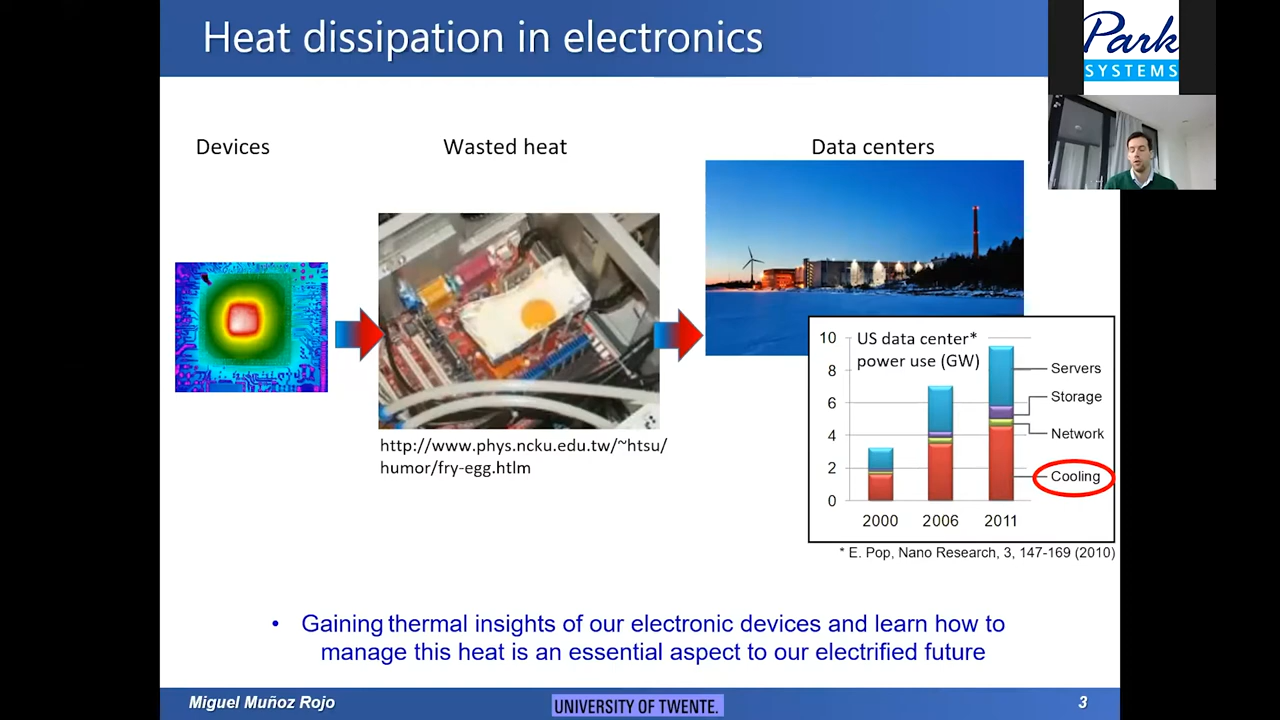 Heat dissipation in electronics
Park
SYSTEMS
Devices
Wasted heat
Data centers
http://www.phys.ncku.edu.tw/~htsu/
humor/fry-egg.htlm
US data center*
power use (GW)
10
8
6
4
2
0
2000
2006
2011
Servers
Storage
Network
Cooling
* E. Pop, Nano Research, 3, 147-169 (2010)
• Gaining thermal insights of our electronic devices and learn how to
manage this heat is an essential aspect to our electrified future
Miguel Muñoz Rojo
UNIVERSITY OF TWENTE.
3